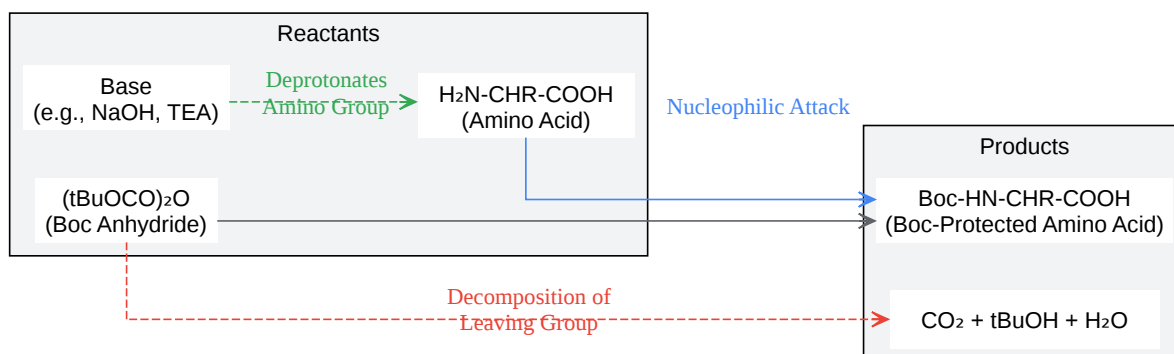 Reactants
Base
(e.g., NaOH, TEA)
Deprotonates
Amino Group
H₂N-CHR-COOH
(Amino Acid)
Nucleophilic Attack
(tBuOCO)₂O
(Boc Anhydride)
Products
Boc-HN-CHR-COOH
(Boc-Protected Amino Acid)
Decomposition of
Leaving Group
CO₂ + tBuOH + H₂O